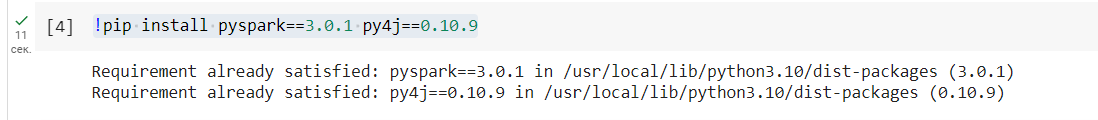 [4] !pip install pyspark==3.0.1 py4j==0.10.9
11
сек.
Requirement already satisfied: pyspark==3.0.1 in /usr/local/lib/python3.10/dist-packages (3.0.1)
Requirement already satisfied: py4j==0.10.9 in /usr/local/lib/python3.10/dist-packages (0.10.9)